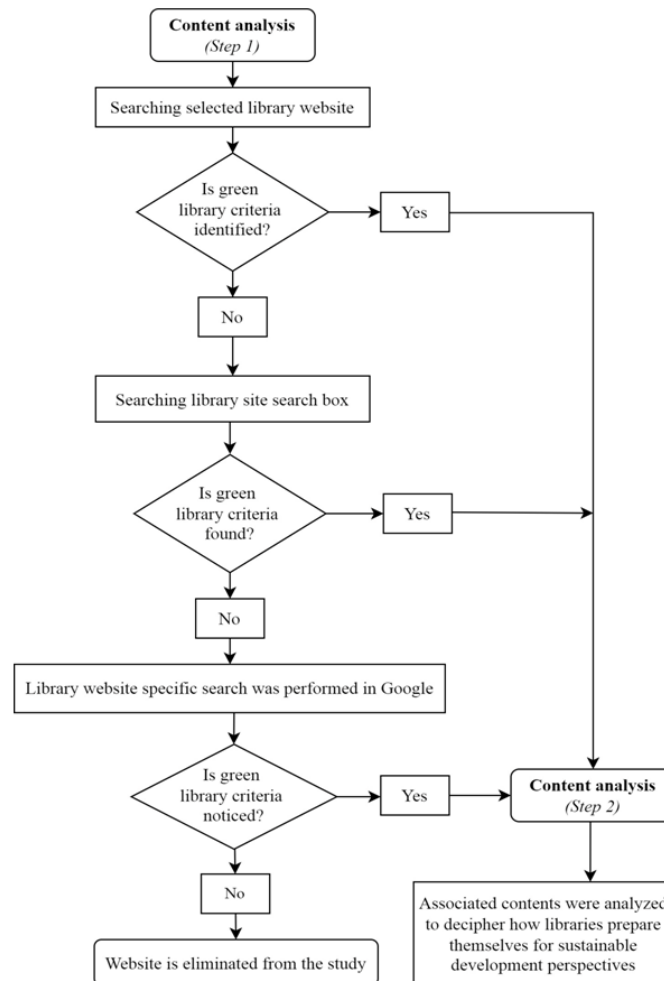 Content analysis
(Step 1)
Searching selected library website
Is green
library criteria
identified?
Yes
No
Searching library site search box
Is green
library criteria
found?
Yes
No
Library website specific search was performed in Google
Is green
library criteria
noticed?
Yes
Content analysis
(Step 2)
No
Website is eliminated from the study
Associated contents were analyzed
to decipher how libraries prepare
themselves for sustainable
development perspectives